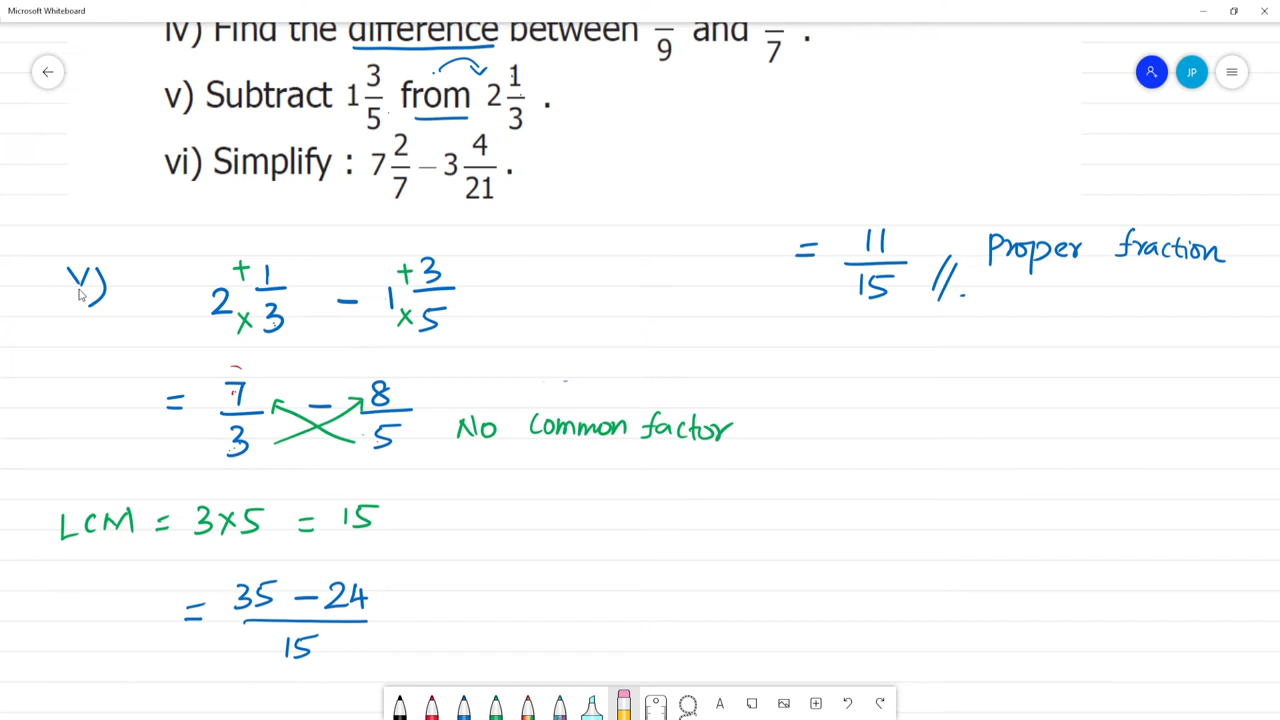 Microsoft Whiteboard
iv) Find the difference between — 9 and — 7 .
JP
v) Subtract 1 3/5 from 2 1/3 .
vi) Simplify : 7 2/7 – 3 4/21 .
v) 2 + 1 / × 3 – 1 + 3 / × 5
= 7/3 – 8/5 No common factor
LCM = 3×5 = 15
= 35 – 24 / 15
= 11/15 //. Proper fraction
A